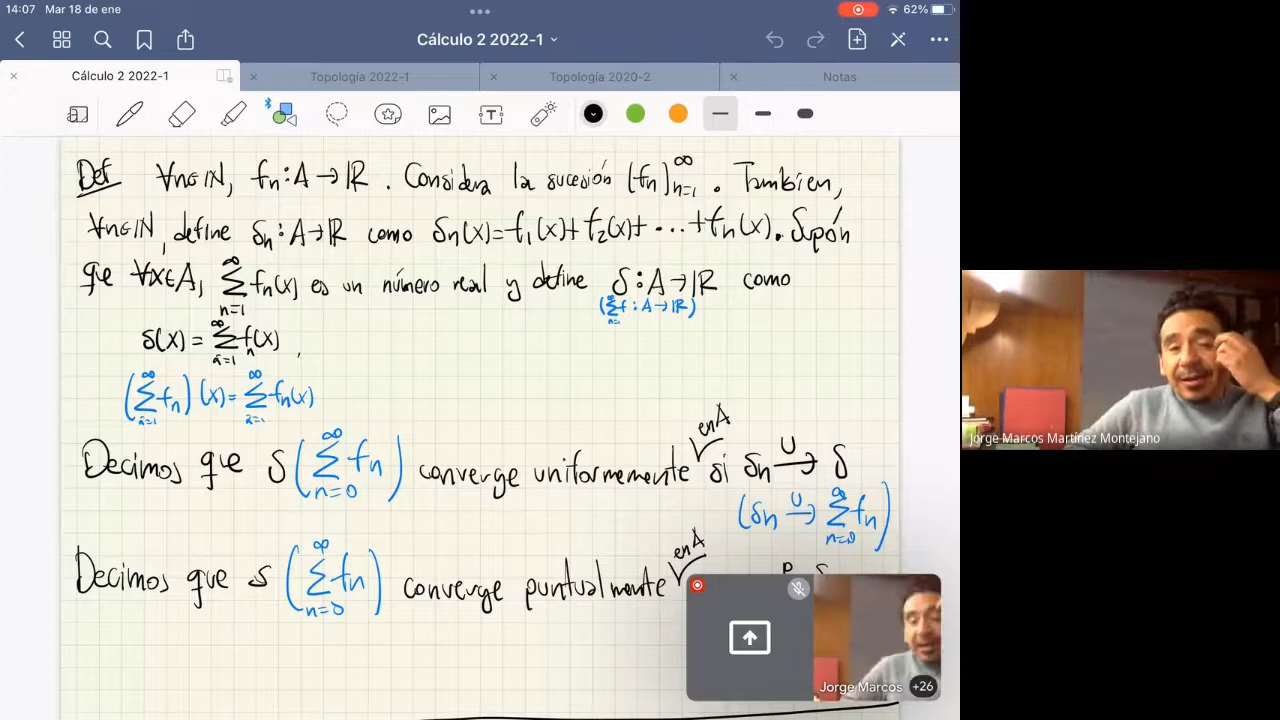 14:07 Mar 18 de ene
62%
Cálculo 2 2022-1
Cálculo 2 2022-1
Topología 2022-1
Topología 2020-2
Notas
Def ∀n∈ℕ, fn: A→ℝ. Considera la sucesión (fn)_{n=1}^∞. También,
∀n∈ℕ, define sn: A→ℝ como sn(x)=f1(x)+f2(x)+...+fn(x). Supón
que ∀x∈A, ∑_{n=1}^∞ fn(x) es un número real y define s: A→ℝ como
(∑_{n=1}^∞ f: A→ℝ)
s(x)=∑_{n=1}^∞ fn(x),
(∑_{n=1}^∞ fn)(x)=∑_{n=1}^∞ fn(x)
Decimos que s (∑_{n=0}^∞ fn) converge uniformemente en A si sn →^U s
(sn →^U ∑_{n=0}^∞ fn)
Decimos que s (∑_{n=0}^∞ fn) converge puntualmente en A
Jorge Marcos Martínez Montejano
Jorge Marcos
+26